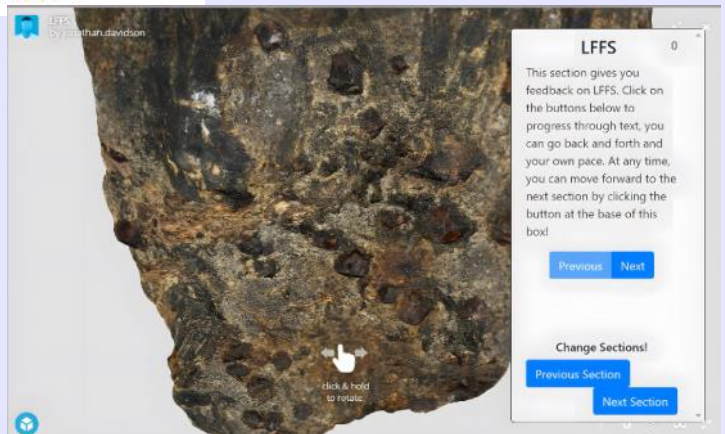 LFFS
by jonathan.davidson
LFFS 0
This section gives you
feedback on LFFS. Click on
the buttons below to
progress through text, you
can go back and forth and
your own pace. At any time,
you can move forward to the
next section by clicking the
button at the base of this
box!
Previous Next
Change Sections!
Previous Section
Next Section
click & hold
to rotate